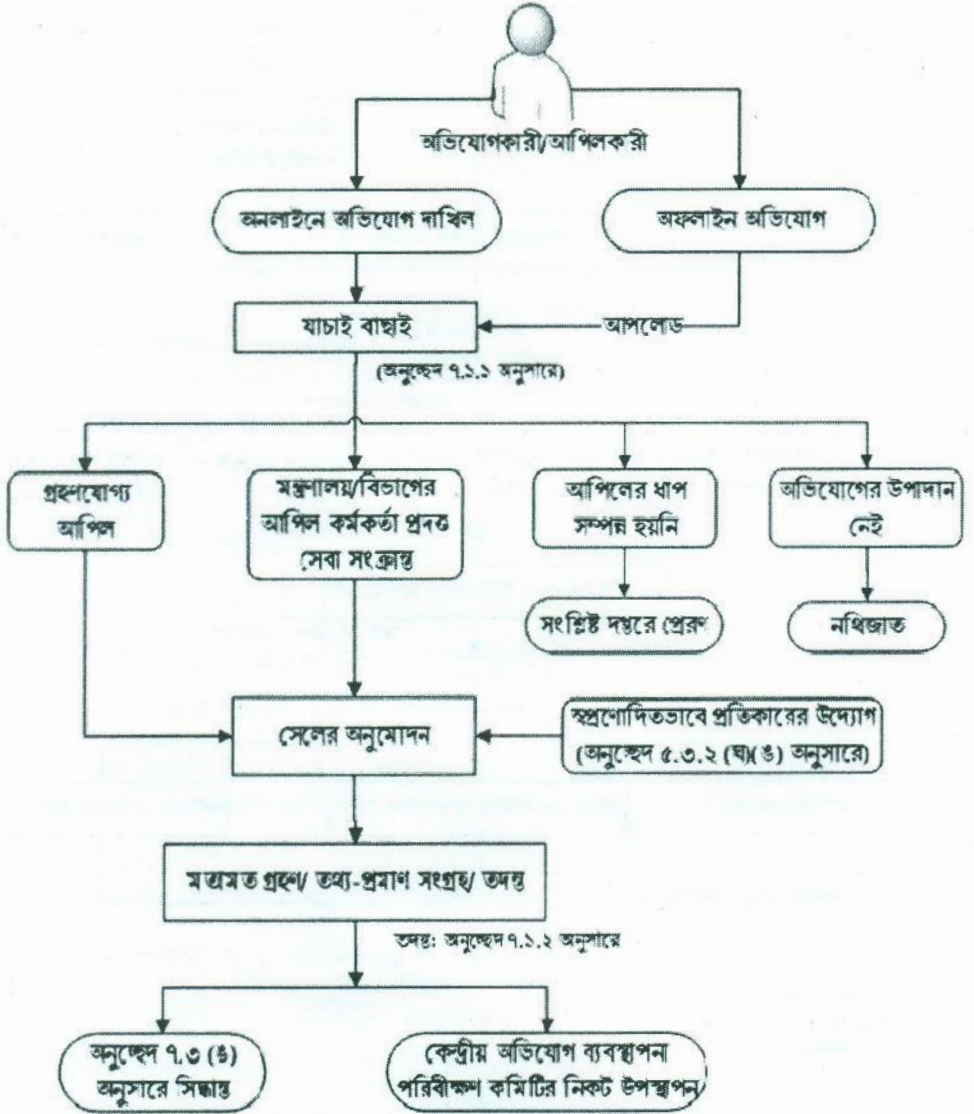 অভিযোগকারী/আপিলকারী
অনলাইনে অভিযোগ দাখিল
অফলাইন অভিযোগ
যাচাই বাছাই
আপলোড
(অনুচ্ছেদ ৭.১.১ অনুসারে)
গ্রহণযোগ্য
আপিল
মন্ত্রণালয়/বিভাগের
আপিল কর্মকর্তা প্রদত্ত
সেবা সংক্রান্ত
আপিলের ধাপ
সম্পন্ন হয়নি
অভিযোগের উপাদান
নেই
সংশ্লিষ্ট দপ্তরে প্রেরণ
নথিজাত
সেলের অনুমোদন
স্বপ্রণোদিতভাবে প্রতিকারের উদ্যোগ
(অনুচ্ছেদ ৫.৩.২ (ঘ)(ঙ) অনুসারে)
মতামত গ্রহণ/ তথ্য-প্রমাণ সংগ্রহ/ তদন্ত
তদন্ত: অনুচ্ছেদ ৭.১.২ অনুসারে
অনুচ্ছেদ ৭.৩ (ঙ)
অনুসারে সিদ্ধান্ত
কেন্দ্রীয় অভিযোগ ব্যবস্থাপনা
পরিবীক্ষণ কমিটির নিকট উপস্থাপন